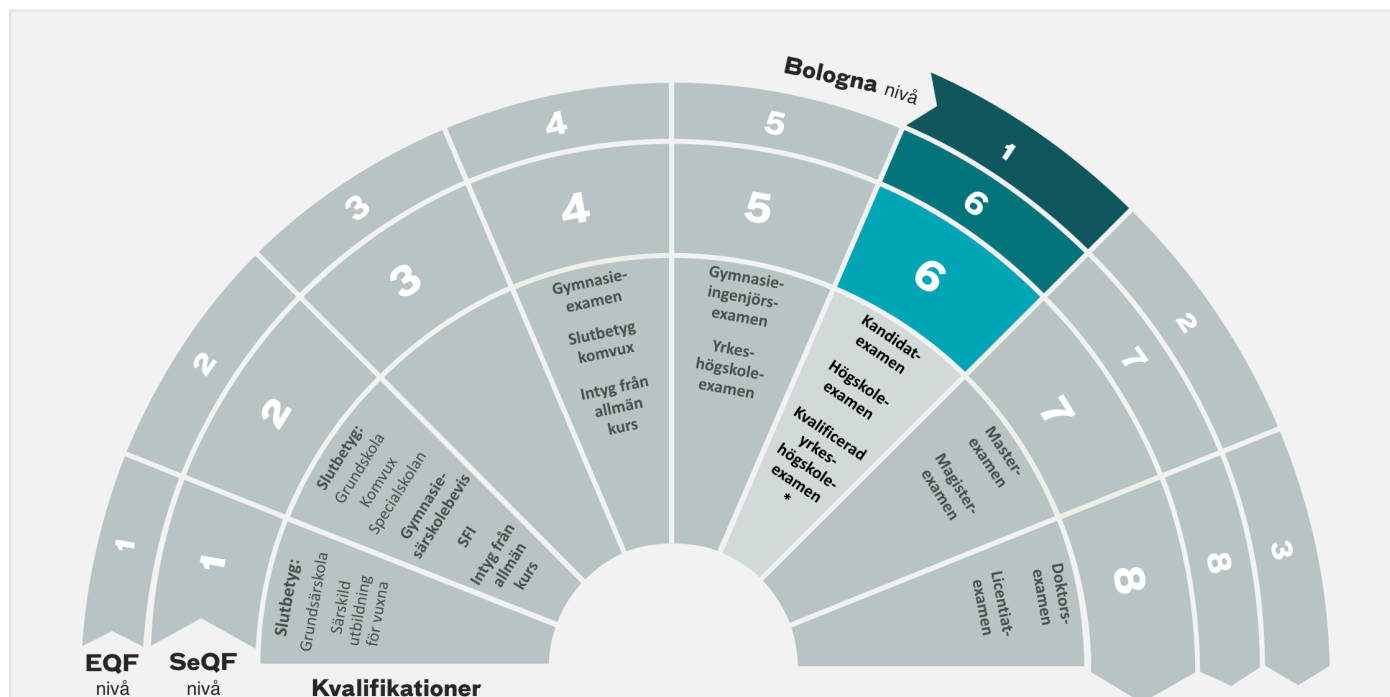 Bologna nivå
1
2
3
1
2
3
4
5
6
7
8
1
2
3
4
5
6
7
8
Slutbetyg:
Grundsärskola
Särskild
utbildning
för vuxna
Slutbetyg:
Grundskola
Komvux
Specialskolan
Gymnasie-
särskolebevis
SFI
Intyg från
allmän
kurs
Gymnasie-
examen
Slutbetyg
komvux
Intyg från
allmän
kurs
Gymnasie-
ingenjörs-
examen
Yrkes-
högskole-
examen
Kandidat-
examen
Högskole-
examen
Kvalificerad
yrkes-
högskole-
examen
*
Master-
examen
Magister-
examen
Doktors-
examen
Licentiat-
examen
EQF
nivå
SeQF
nivå
Kvalifikationer